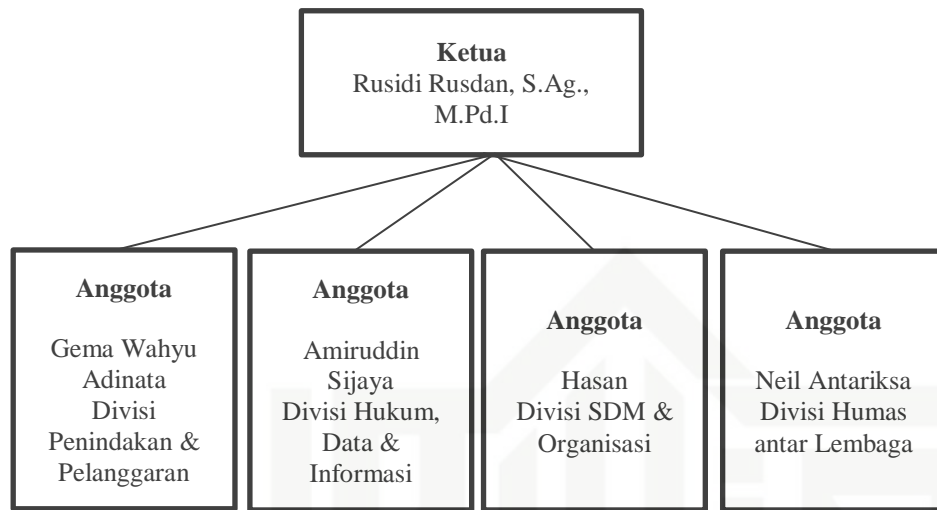 Ketua
Rusidi Rusdan, S.Ag.,
M.Pd.I
Anggota
Gema Wahyu
Adinata
Divisi
Penindakan &
Pelanggaran
Anggota
Amiruddin
Sijaya
Divisi Hukum,
Data &
Informasi
Anggota
Hasan
Divisi SDM &
Organisasi
Anggota
Neil Antariksa
Divisi Humas
antar Lembaga